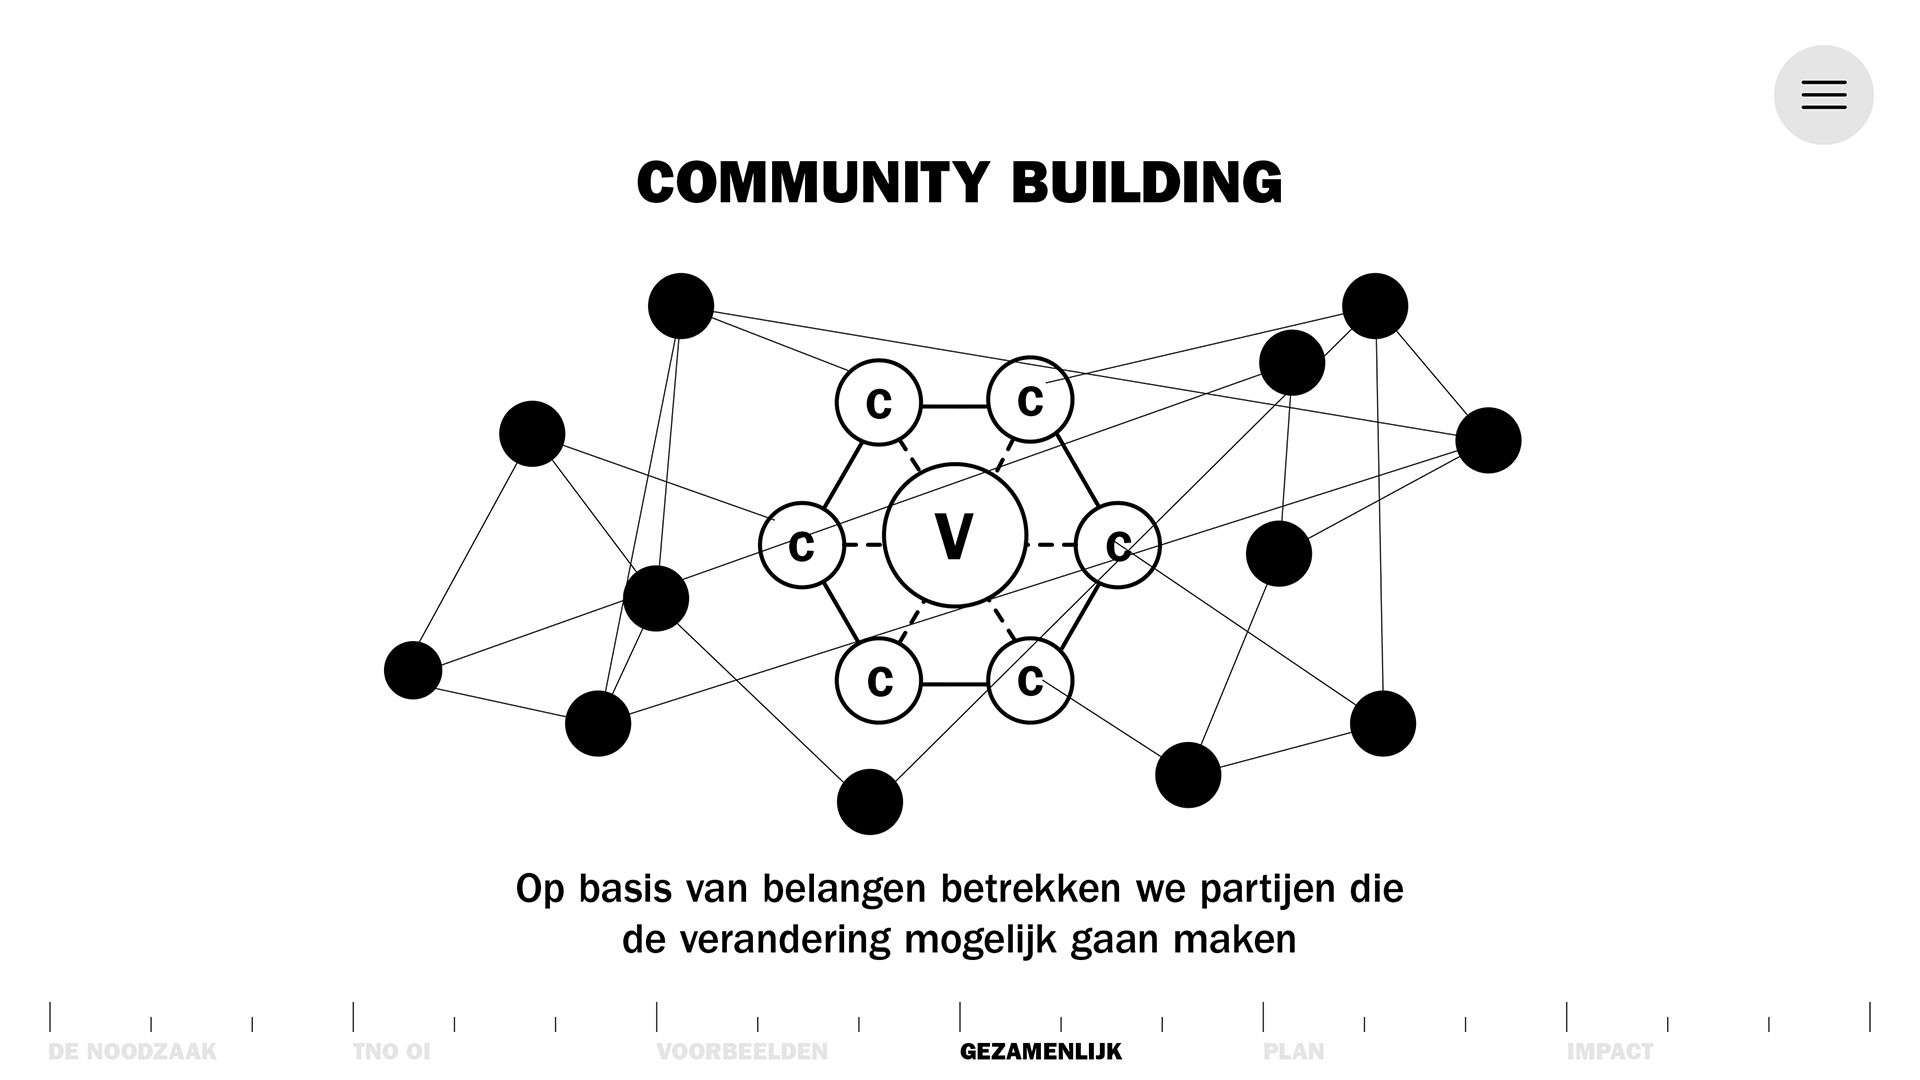 COMMUNITY BUILDING
C
C
C
V
C
C
C
Op basis van belangen betrekken we partijen die
de verandering mogelijk gaan maken
DE NOODZAAK
TNO OI
VOORBEELDEN
GEZAMENLIJK
PLAN
IMPACT